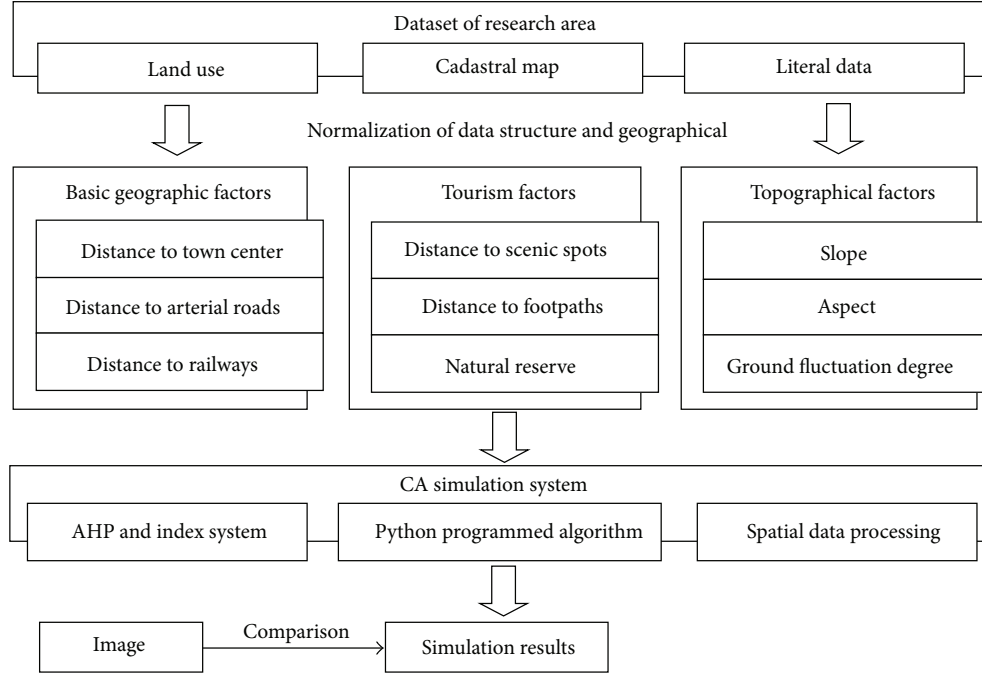 Dataset of research area
Land use
Cadastral map
Literal data
Normalization of data structure and geographical
Basic geographic factors
Distance to town center
Distance to arterial roads
Distance to railways
Tourism factors
Distance to scenic spots
Distance to footpaths
Natural reserve
Topographical factors
Slope
Aspect
Ground fluctuation degree
CA simulation system
AHP and index system
Python programmed algorithm
Spatial data processing
Image
Comparison
Simulation results